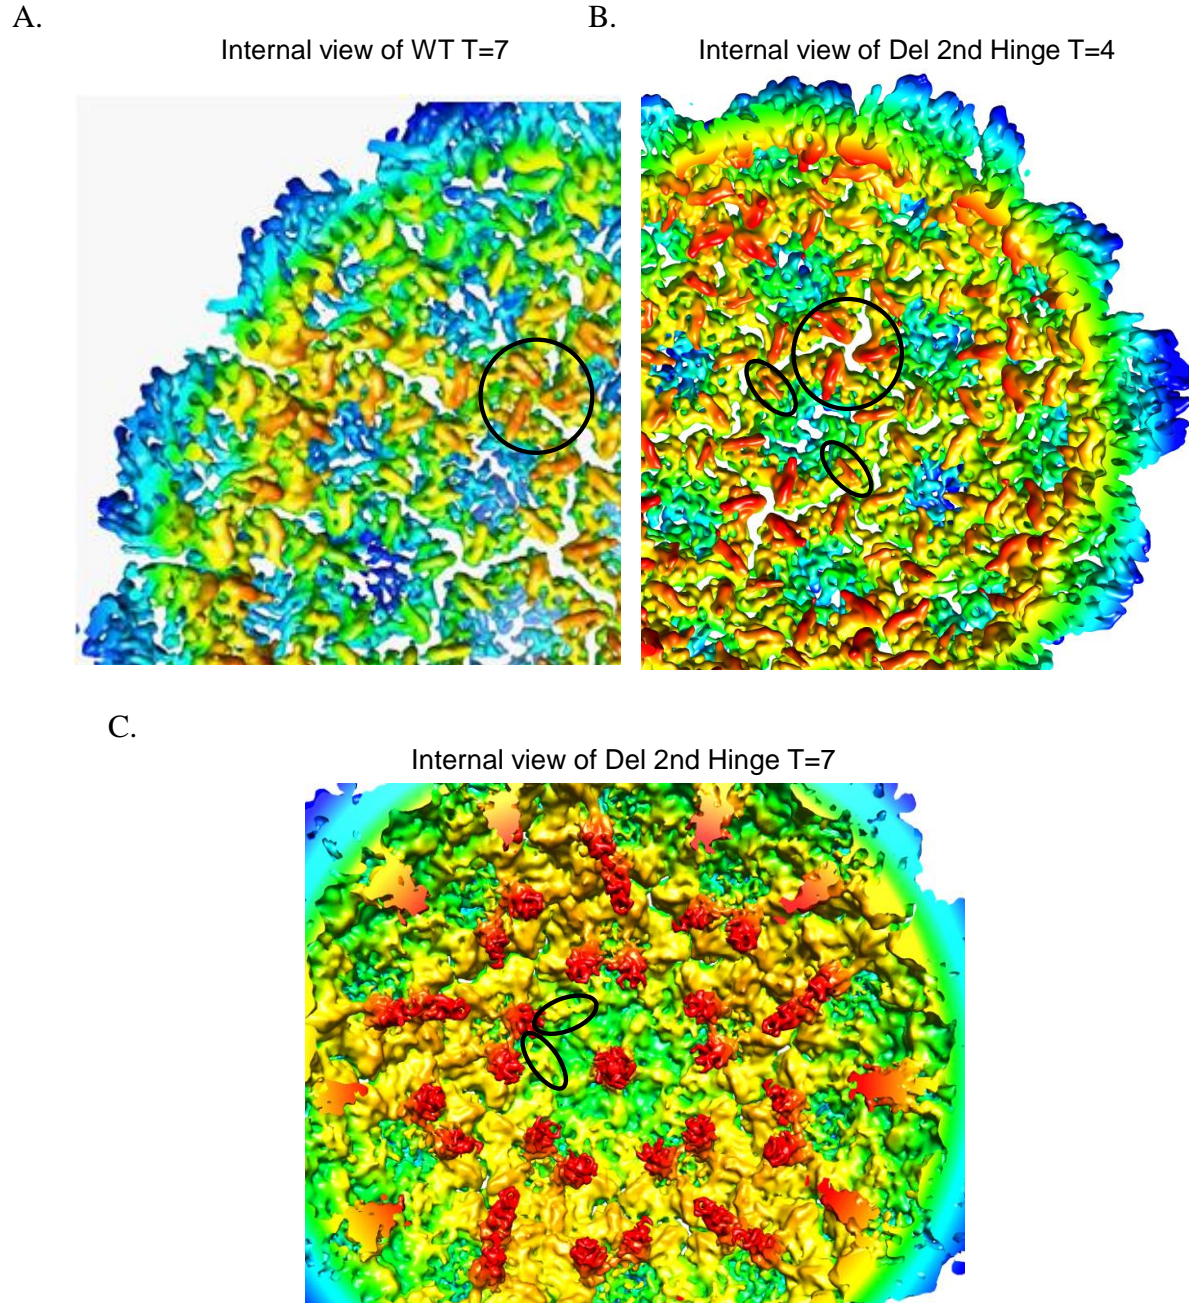 A.
B.
Internal view of WT T=7
Internal view of Del 2nd Hinge T=4
C.
Internal view of Del 2nd Hinge T=7